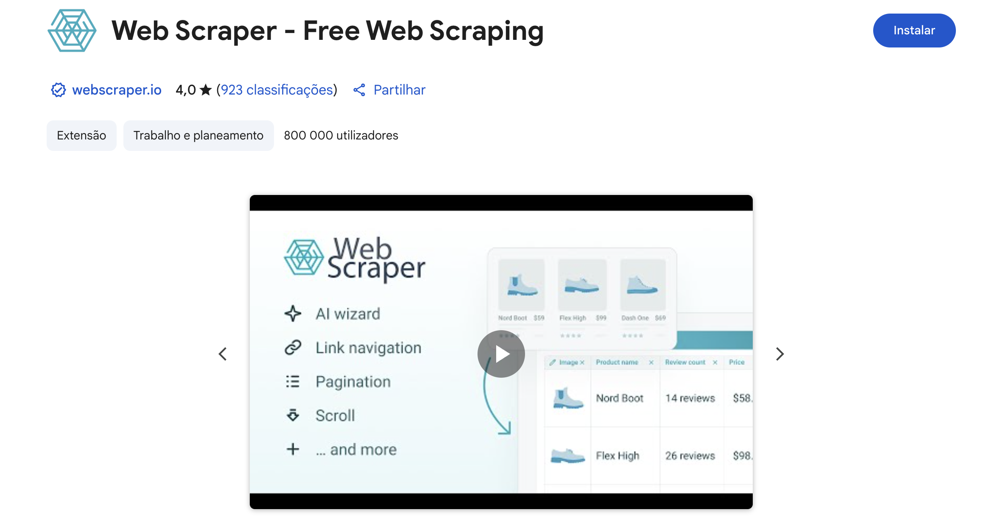 Web Scraper - Free Web Scraping
Instalar
webscraper.io 4,0 ★ (923 classificações) Partilhar
Extensão Trabalho e planeamento 800 000 utilizadores
Web
Scraper
AI wizard
Link navigation
Pagination
Scroll
... and more
Nord Boot $59 Flex High $99 Dash One $69
Image Product name Review count Price
Nord Boot 14 reviews $58.
Flex High 26 reviews $98.